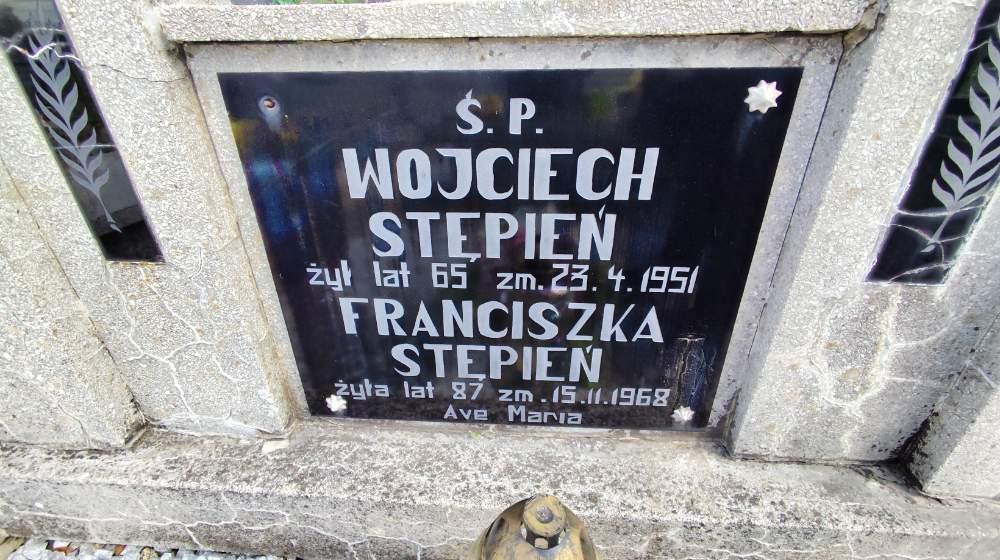 Ś. P.
WOJCIECH
STĘPIEŃ
żył lat 65 zm. 23. 4. 1951
FRANCISZKA
STĘPIEŃ
żyła lat 87 zm. 15.11.1968
Ave Maria